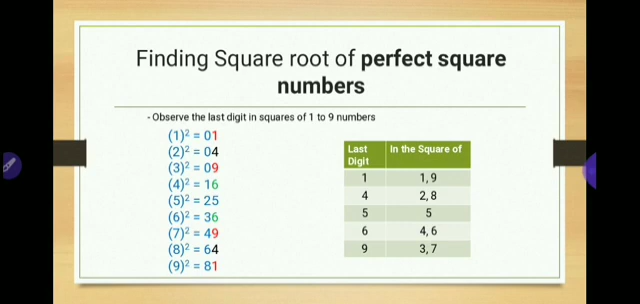 Finding Square root of perfect square
numbers
- Observe the last digit in squares of 1 to 9 numbers
(1)² = 01
(2)² = 04
(3)² = 09
(4)² = 16
(5)² = 25
(6)² = 36
(7)² = 49
(8)² = 64
(9)² = 81
Last Digit In the Square of
1 1,9
4 2,8
5 5
6 4, 6
9 3, 7